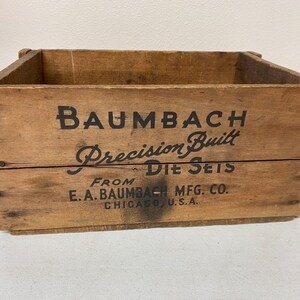 BAUMBACH
Precision Built
DIE SETS
FROM
E. A. BAUMBACH MFG. CO.
CHICAGO, U.S.A.